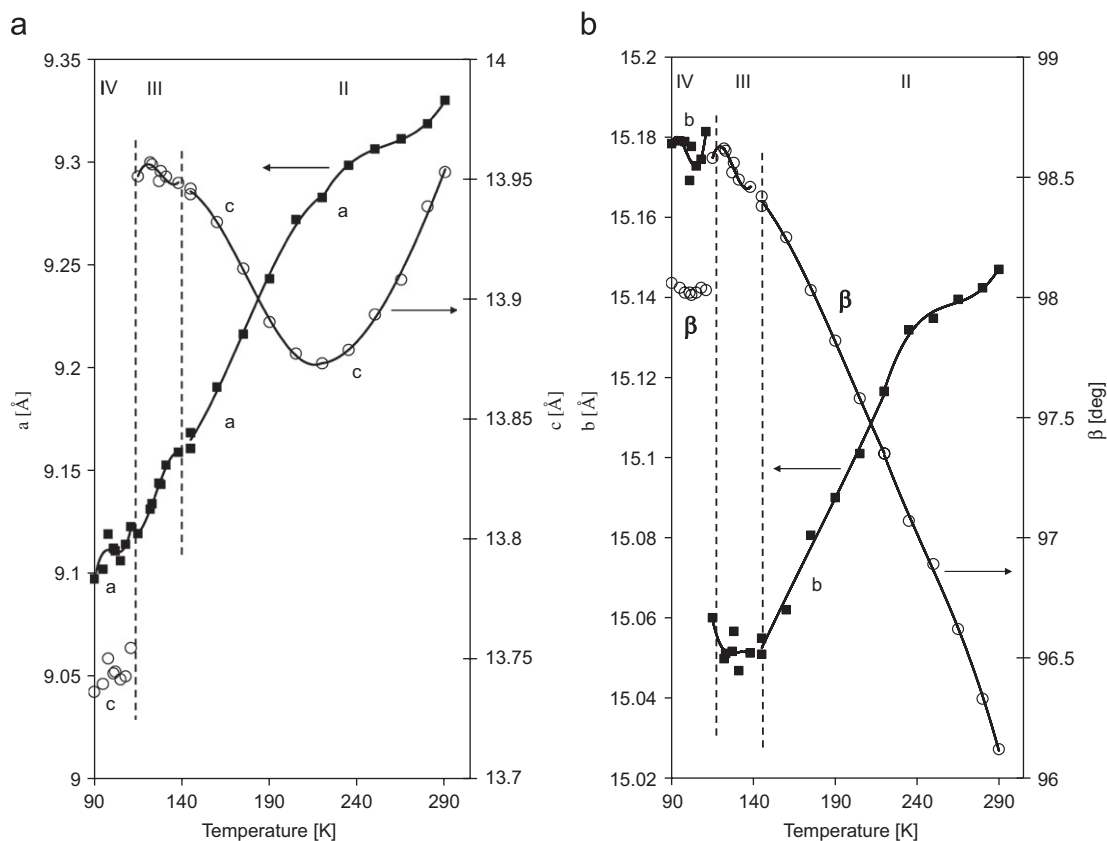 a
9.35
9.3
9.25
9.2
9.15
9.1
9.05
9
a [Å]
IV
III
II
c
a
c
a
a
c
14
13.95
13.9
13.85
13.8
13.75
13.7
c [Å]
90
140
190
240
290
Temperature [K]
b
15.2
15.18
15.16
15.14
15.12
15.1
15.08
15.06
15.04
15.02
b [Å]
IV
III
II
b
β
β
b
99
98.5
98
97.5
97
96.5
96
β [deg]
90
140
190
240
290
Temperature [K]